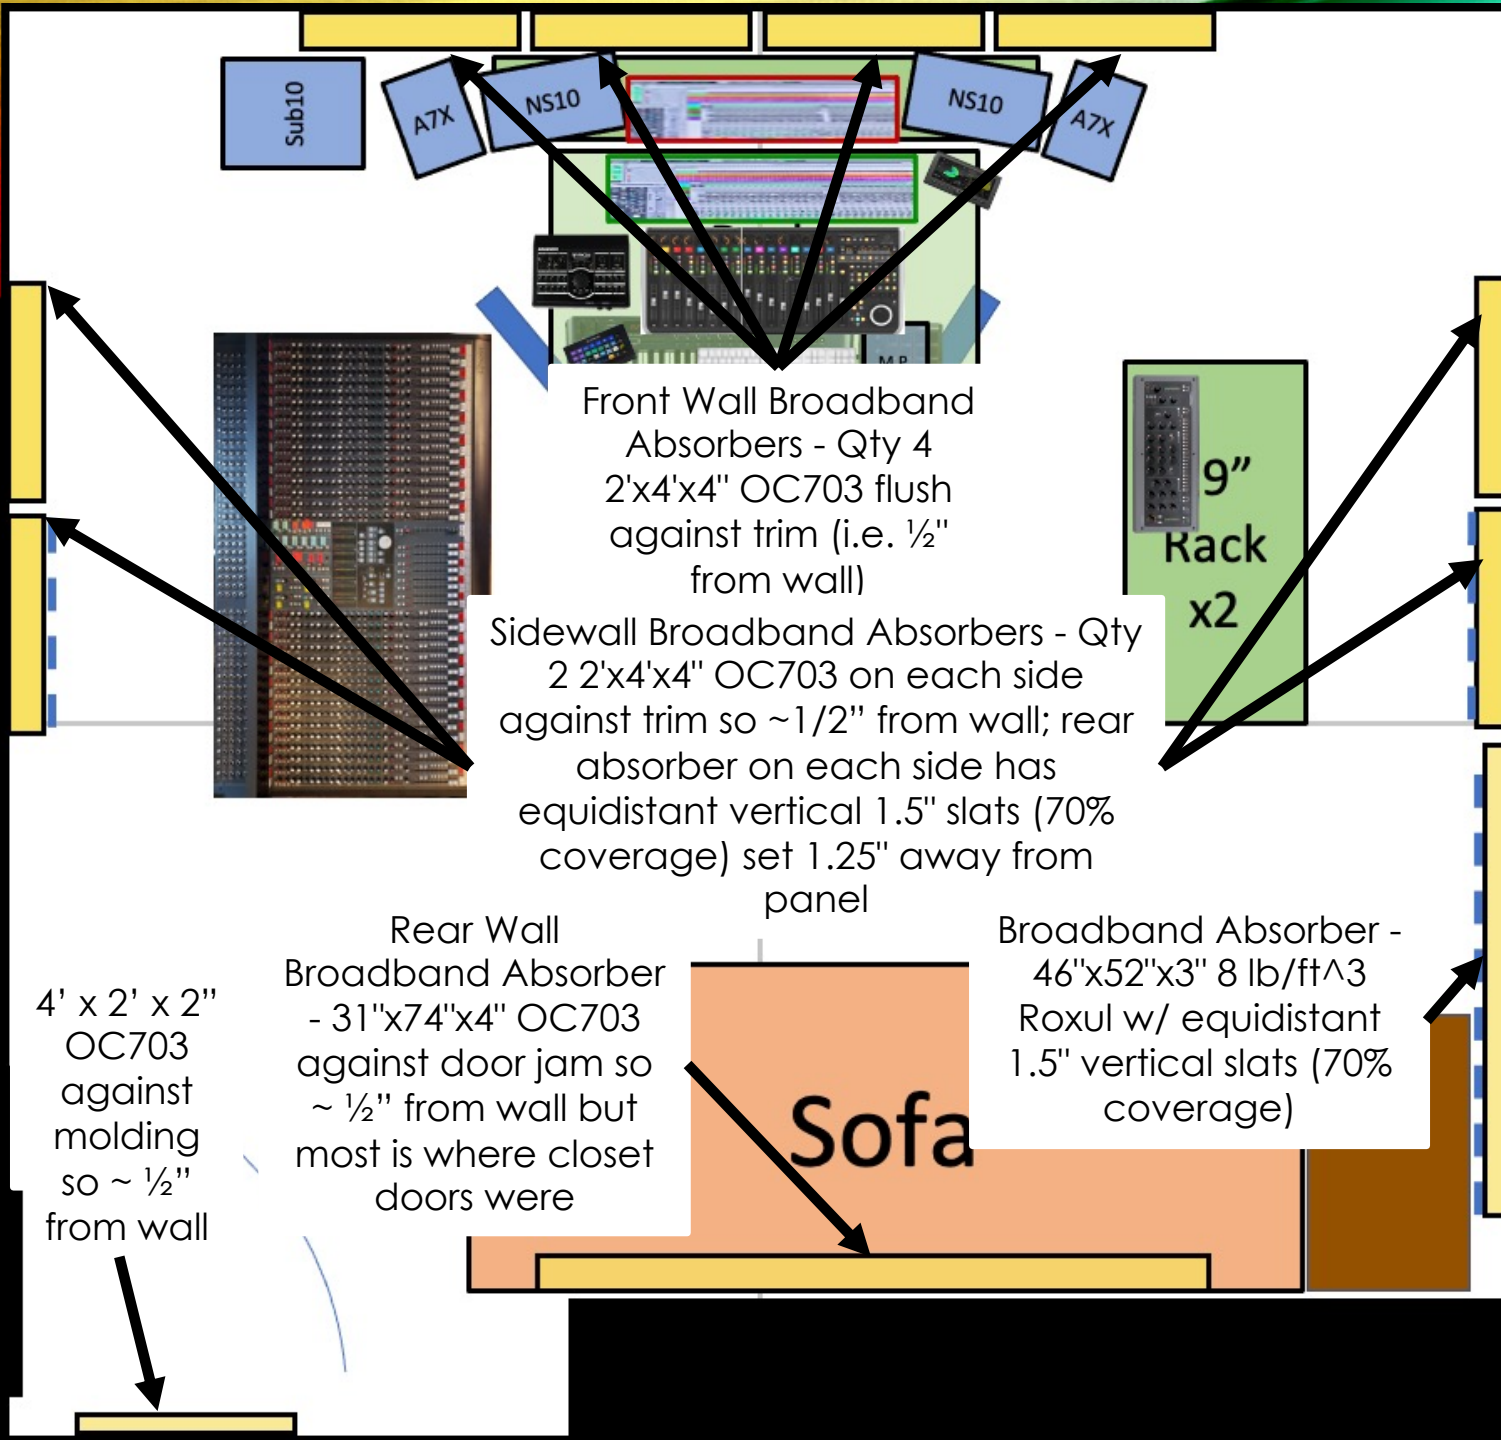 Sub10
A7X
NS10
NS10
A7X
Front Wall Broadband
Absorbers - Qty 4
2'x4'x4" OC703 flush
against trim (i.e. ½"
from wall)
9”
Rack
x2
Sidewall Broadband Absorbers - Qty
2 2'x4'x4" OC703 on each side
against trim so ~1/2” from wall; rear
absorber on each side has
equidistant vertical 1.5" slats (70%
coverage) set 1.25" away from
panel
Rear Wall
Broadband Absorber
- 31"x74"x4" OC703
against door jam so
~ ½” from wall but
most is where closet
doors were
Broadband Absorber -
46"x52"x3" 8 lb/ft^3
Roxul w/ equidistant
1.5" vertical slats (70%
coverage)
4’ x 2’ x 2”
OC703
against
molding
so ~ ½”
from wall
Sofa